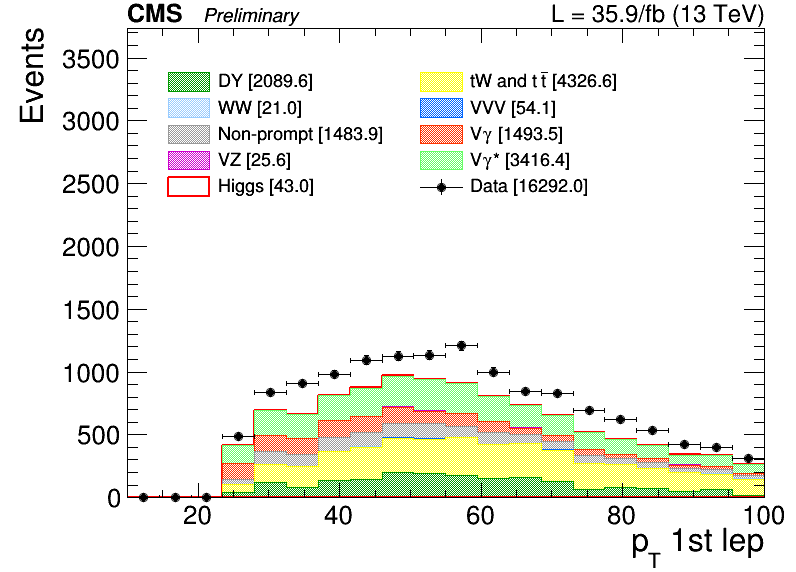 CMS Preliminary L = 35.9/fb (13 TeV)
Events
3500
3000
2500
2000
1500
1000
500
0
DY [2089.6]
WW [21.0]
Non-prompt [1483.9]
VZ [25.6]
Higgs [43.0]
tW and tt̄ [4326.6]
VVV [54.1]
Vγ [1493.5]
Vγ* [3416.4]
Data [16292.0]
20 40 60 80 100
p_T 1st lep